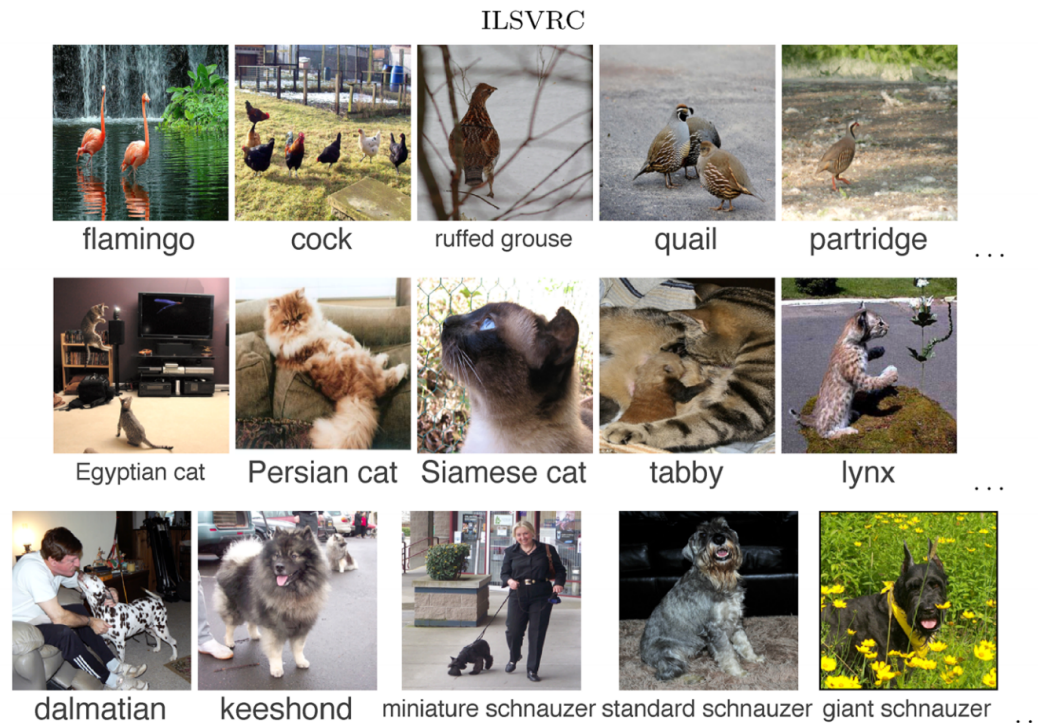 ILSVRC
flamingo cock ruffed grouse quail partridge ...
Egyptian cat Persian cat Siamese cat tabby lynx ...
dalmatian keeshond miniature schnauzer standard schnauzer giant schnauzer ..